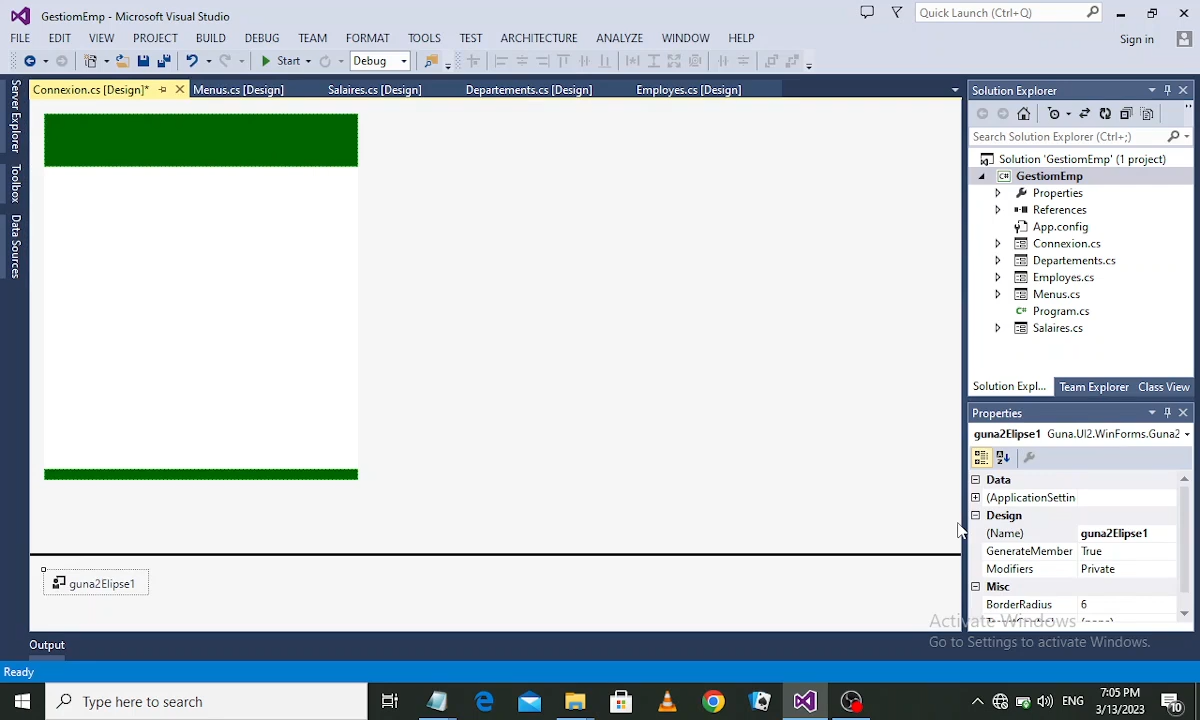 GestiomEmp - Microsoft Visual Studio
Quick Launch (Ctrl+Q)
FILE EDIT VIEW PROJECT BUILD DEBUG TEAM FORMAT TOOLS TEST ARCHITECTURE ANALYZE WINDOW HELP
Sign in
Start
Debug
Connexion.cs [Design]*
Menus.cs [Design]
Salaires.cs [Design]
Departements.cs [Design]
Employes.cs [Design]
Server Explorer
Toolbox
Data Sources
Solution Explorer
Search Solution Explorer (Ctrl+;)
Solution 'GestiomEmp' (1 project)
GestiomEmp
Properties
References
App.config
Connexion.cs
Departements.cs
Employes.cs
Menus.cs
Program.cs
Salaires.cs
Solution Expl... Team Explorer Class View
Properties
guna2Elipse1 Guna.UI2.WinForms.Guna2
Data
(ApplicationSettin
Design
(Name) guna2Elipse1
GenerateMember True
Modifiers Private
Misc
BorderRadius 6
guna2Elipse1
Activate Windows
Go to Settings to activate Windows.
Output
Ready
Type here to search
ENG
7:05 PM
3/13/2023
10